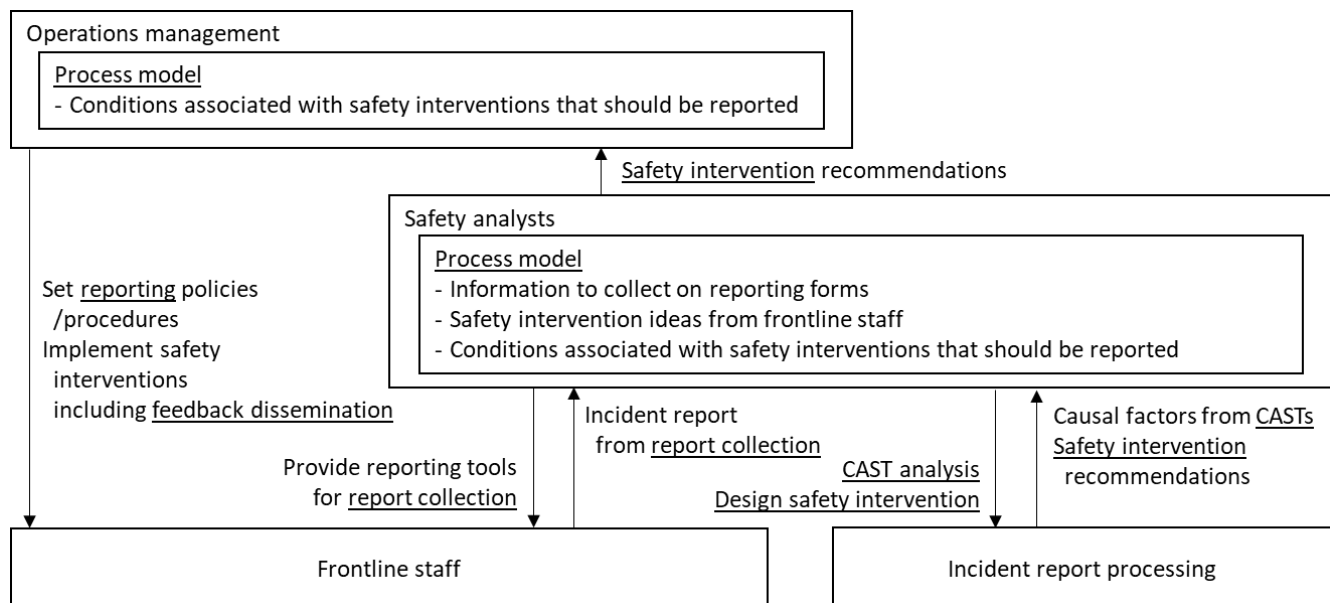 Operations management
Process model
- Conditions associated with safety interventions that should be reported
Safety intervention recommendations
Safety analysts
Process model
- Information to collect on reporting forms
- Safety intervention ideas from frontline staff
- Conditions associated with safety interventions that should be reported
Set reporting policies
/procedures
Implement safety
interventions
including feedback dissemination
Provide reporting tools
for report collection
Incident report
from report collection
CAST analysis
Design safety intervention
Causal factors from CASTs
Safety intervention
recommendations
Frontline staff
Incident report processing